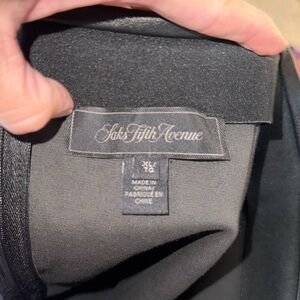 Saks Fifth Avenue
XL/
TG
MADE IN
CHINA/
FABRIQUÉ EN
CHINE